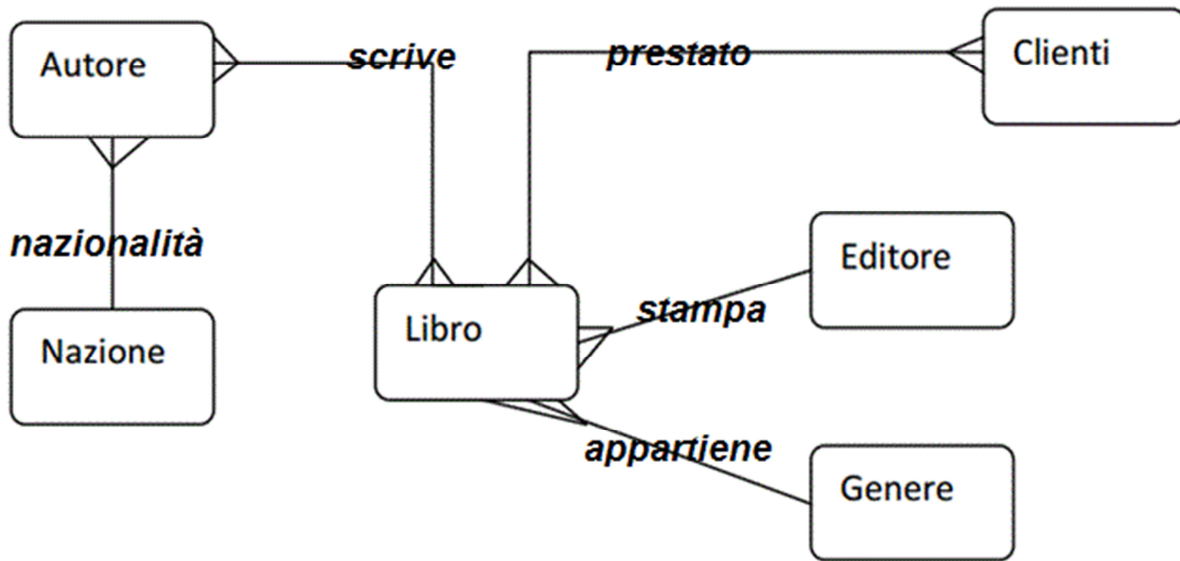 Autore
scrive
prestato
Clienti
nazionalità
Editore
Nazione
Libro
stampa
appartiene
Genere